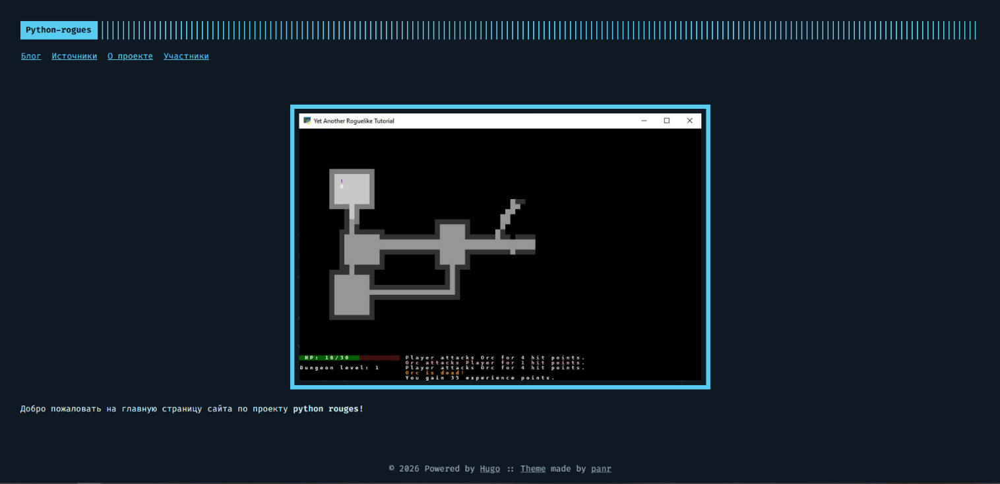 Python-rogues
Блог Источники О проекте Участники
Yet Another Roguelike Tutorial
!
@
HP: 18/30
Dungeon level: 1
Player attacks Orc for 4 hit points.
Orc attacks Player for 1 hit points.
Player attacks Orc for 4 hit points.
Orc is dead!
You gain 35 experience points.
Добро пожаловать на главную страницу сайта по проекту python rouges!
© 2026 Powered by Hugo :: Theme made by panr